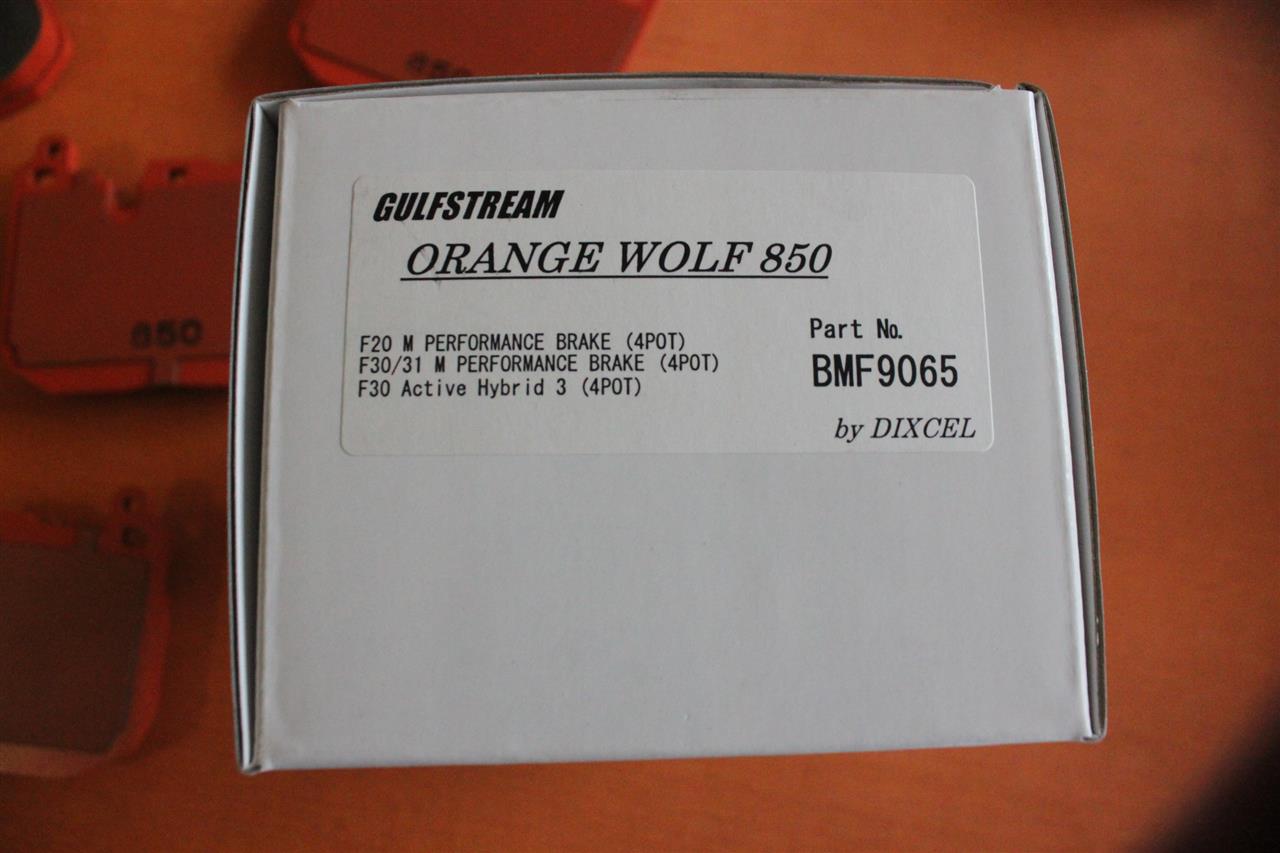 850
GULFSTREAM
ORANGE WOLF 850
F20 M PERFORMANCE BRAKE (4POT)
F30/31 M PERFORMANCE BRAKE (4POT)
F30 Active Hybrid 3 (4POT)
Part No.
BMF9065
by DIXCEL
850